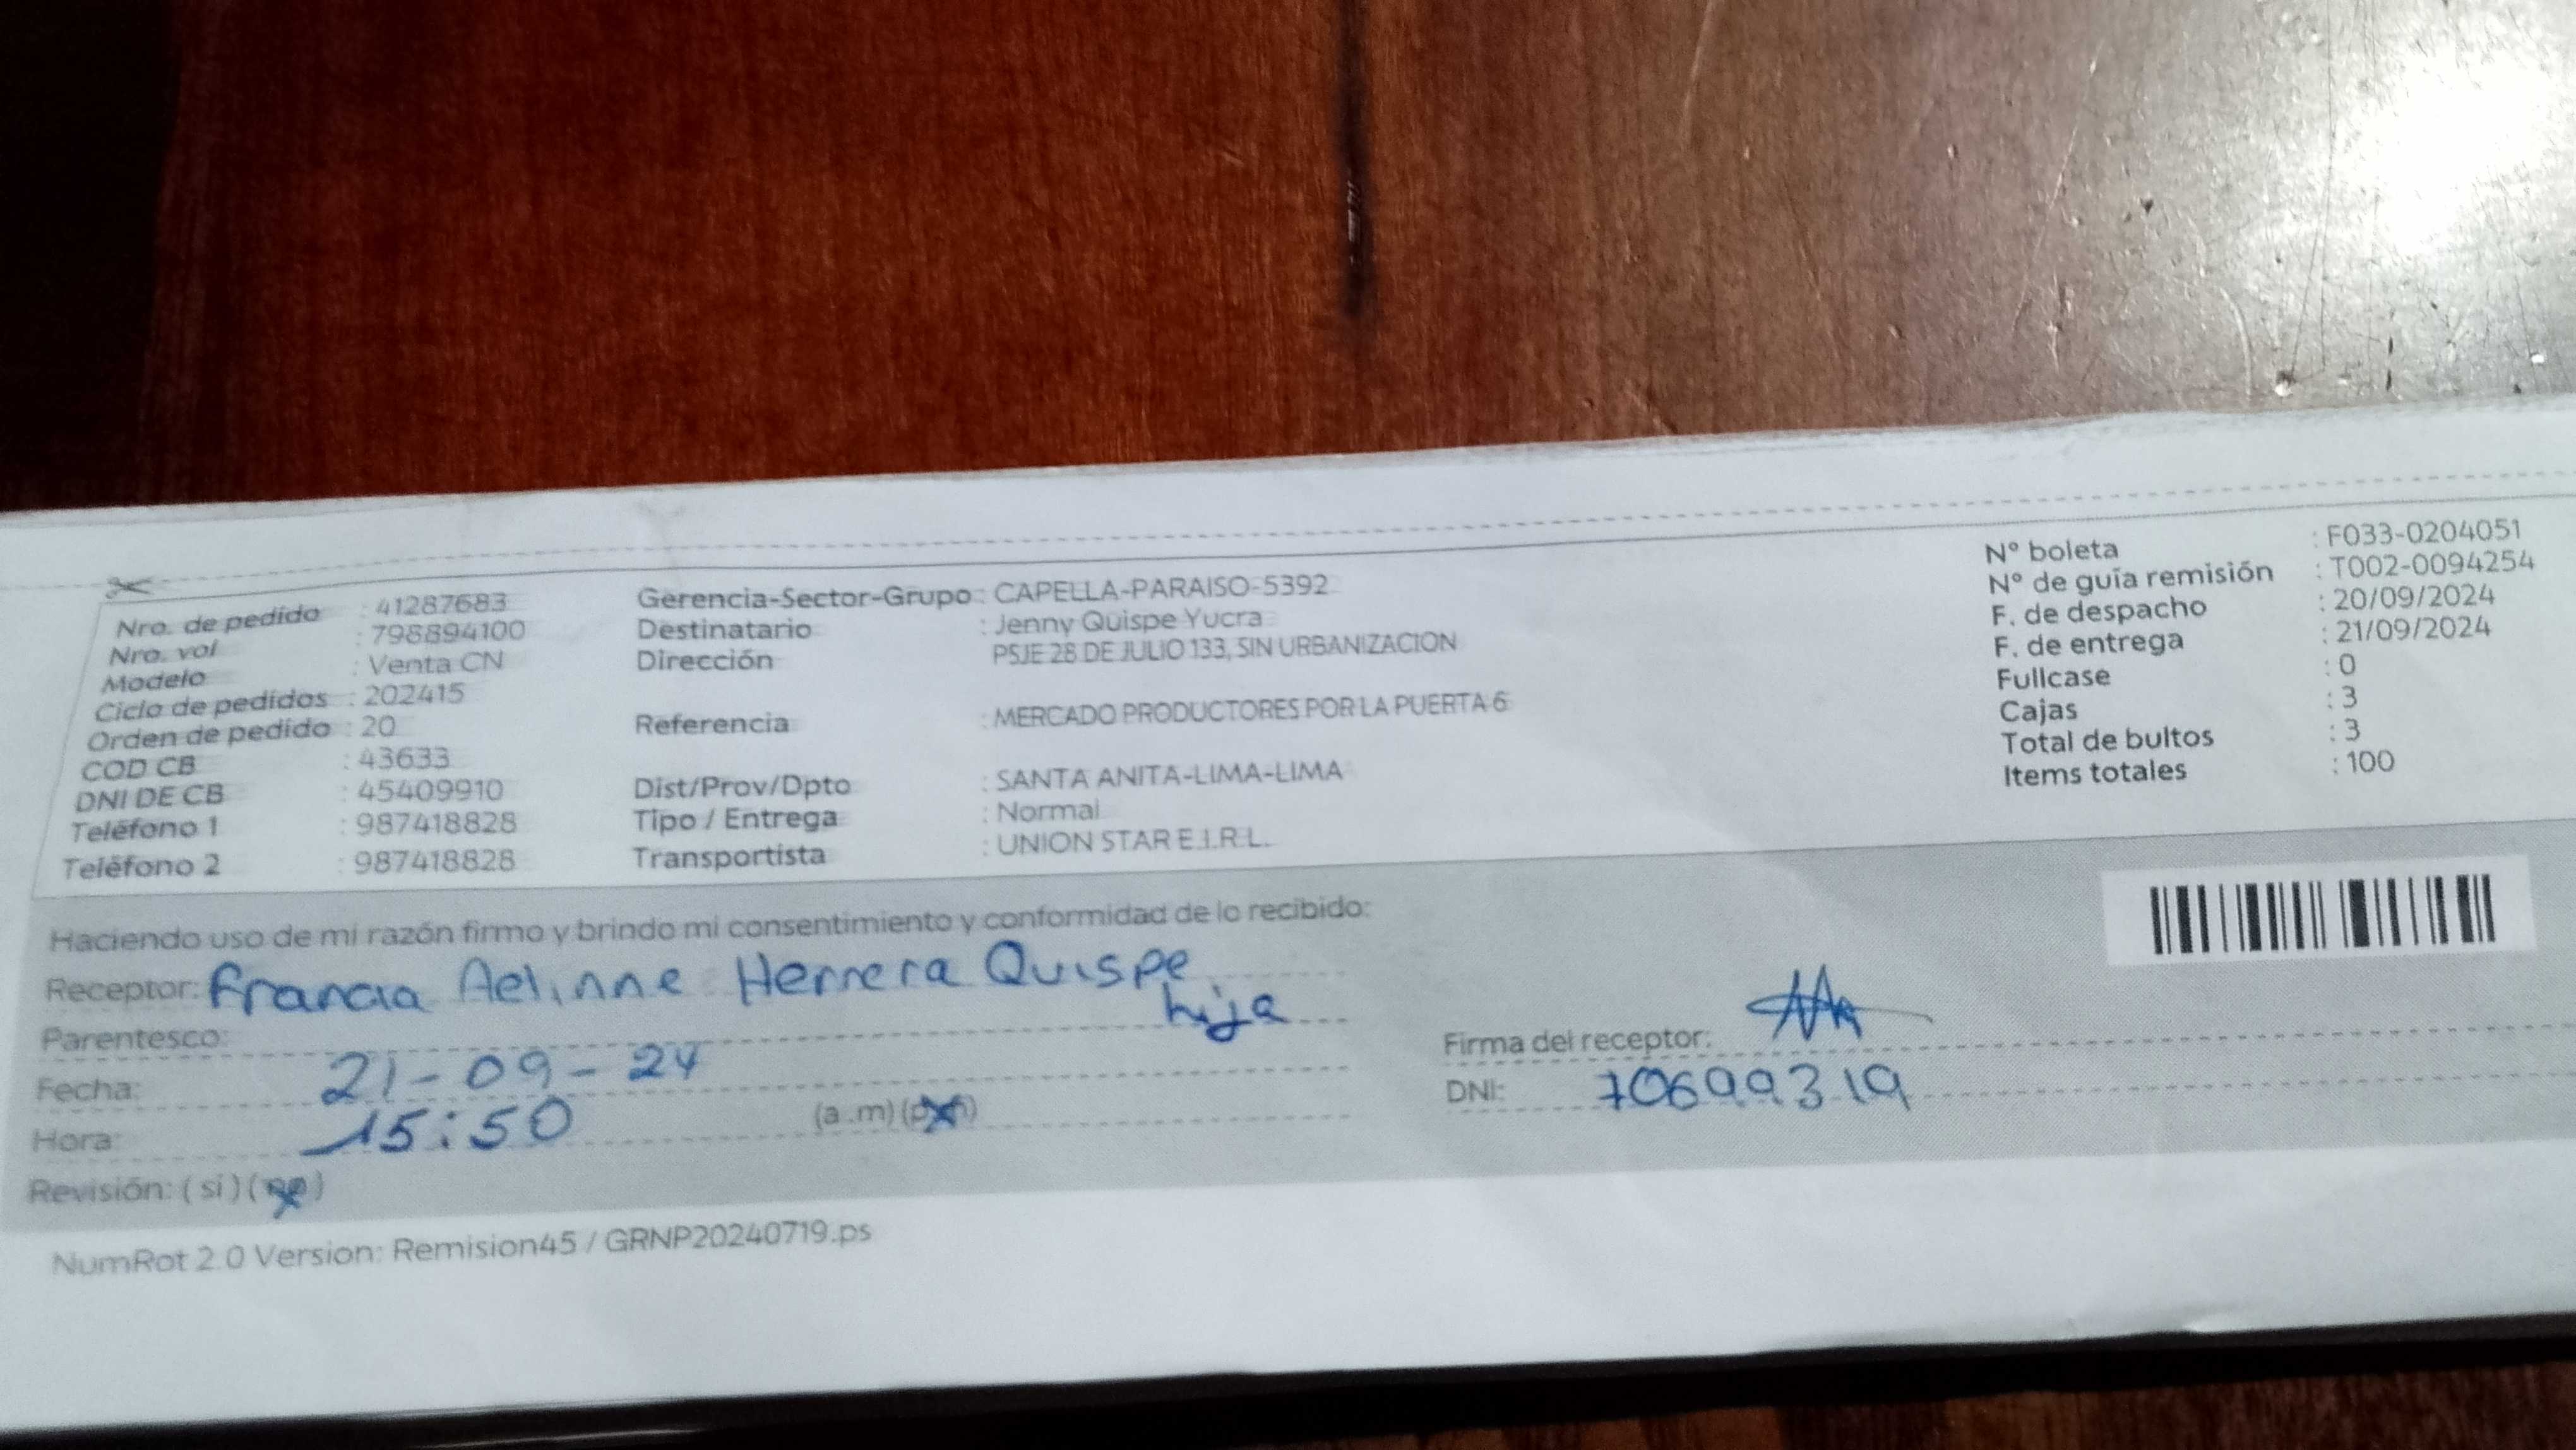 Nro. de pedido : 41287683
Nro. vol : 798894100
Modelo : Venta CN
Ciclo de pedidos : 202415
Orden de pedido : 20
COD CB : 43633
DNI DE CB : 45409910
Teléfono 1 : 987418828
Teléfono 2 : 987418828
Gerencia-Sector-Grupo : CAPELLA-PARAISO-5392
Destinatario : Jenny Quispe Yucra
Dirección PSJE 28 DE JULIO 133, SIN URBANIZACION
Referencia : MERCADO PRODUCTORES POR LA PUERTA 6
Dist/Prov/Dpto : SANTA ANITA-LIMA-LIMA
Tipo / Entrega : Normal
Transportista : UNION STAR E.I.R.L.
N° boleta : F033-0204051
N° de guía remisión : T002-0094254
F. de despacho : 20/09/2024
F. de entrega : 21/09/2024
Fullcase : 0
Cajas : 3
Total de bultos : 3
Items totales : 100
Haciendo uso de mi razón firmo y brindo mi consentimiento y conformidad de lo recibido:
Receptor: Francia Aelinne Herrera Quispe
Parentesco: hija
Fecha: 21-09-24
Hora: 15:50 (a.m) (pm)
Revisión: (si) (no)
Firma del receptor:
DNI: 70699319
NumRot 2.0 Version: Remision45 / GRNP20240719.ps